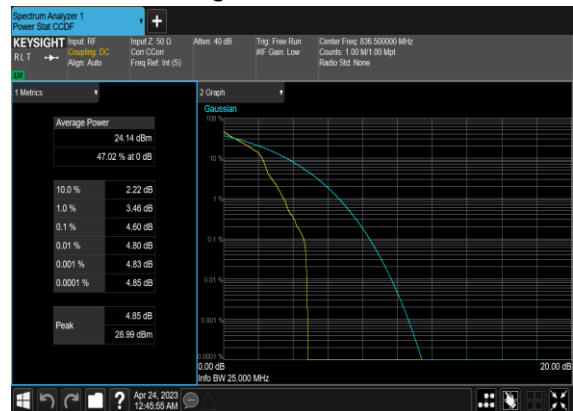 Spectrum Analyzer 1
Power Stat CCDF
+
KEYSIGHT Input: RF Input Z: 50 Ω Atten: 40 dB Trig: Free Run Center Freq: 836.500000 MHz
RLT Coupling: DC Corr CCorr #IF Gain: Low Counts: 1.00 M/1.00 Mpt
Align: Auto Freq Ref: Int (S) Radio Std: None
LXI
1 Metrics
2 Graph
Gaussian
Average Power
24.14 dBm
47.02 % at 0 dB
10.0 % 2.22 dB
1.0 % 3.46 dB
0.1 % 4.60 dB
0.01 % 4.80 dB
0.001 % 4.83 dB
0.0001 % 4.85 dB
Peak 4.85 dB
28.99 dBm
100 %
10 %
1 %
0.1 %
0.01 %
0.001 %
0.0001 %
0.00 dB 20.00 dB
Info BW 25.000 MHz
? Apr 24, 2023
12:45:55 AM